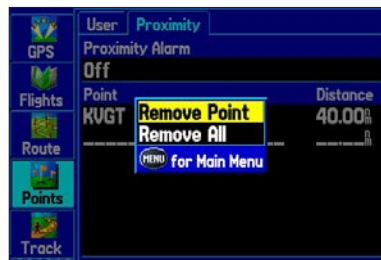 User Proximity
GPS
Proximity Alarm
Off
Flights
Point Distance
KVGT 40.00
Remove Point
Remove All
Route
MENU for Main Menu
Points
Track